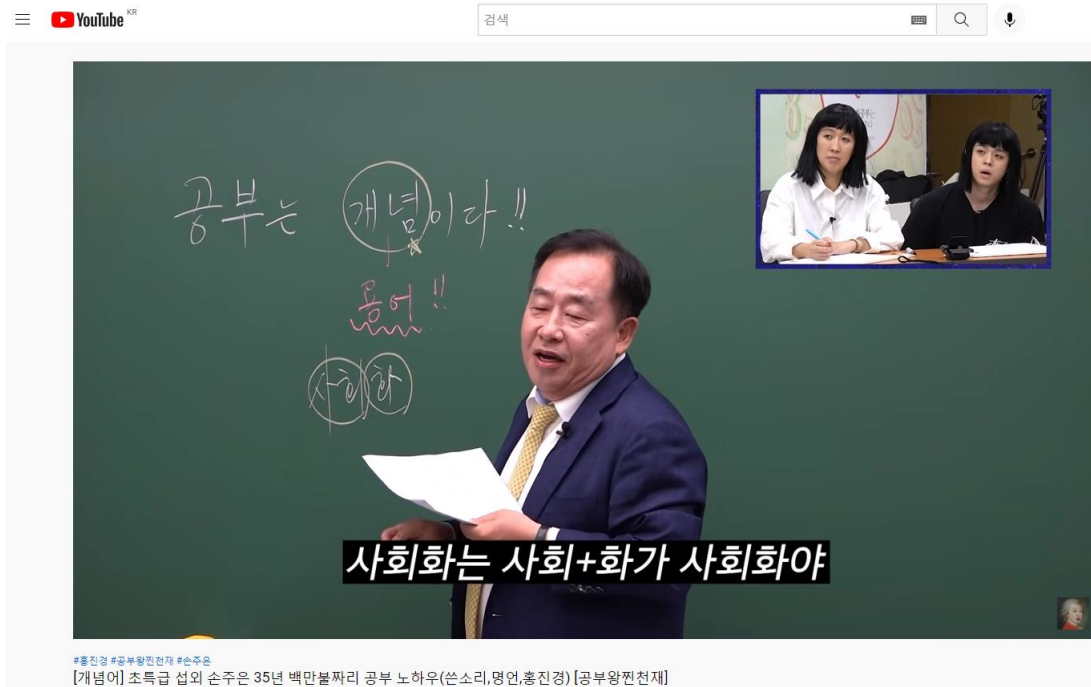 YouTube KR
검색
공부는 개념이다!!
용어!!
사회화
사회화는 사회+화가 사회화야
#홍진경 #공부왕찐천재 #손주은
[개념어] 초특급 섭외 손주은 35년 백만불짜리 공부 노하우(쓴소리,명언,홍진경) [공부왕찐천재]